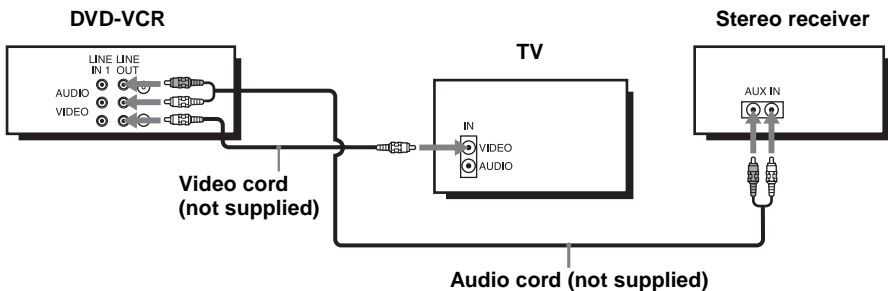 DVD-VCR
LINE LINE
IN 1 OUT
AUDIO
VIDEO
TV
IN
VIDEO
AUDIO
Stereo receiver
AUX IN
Video cord
(not supplied)
Audio cord (not supplied)